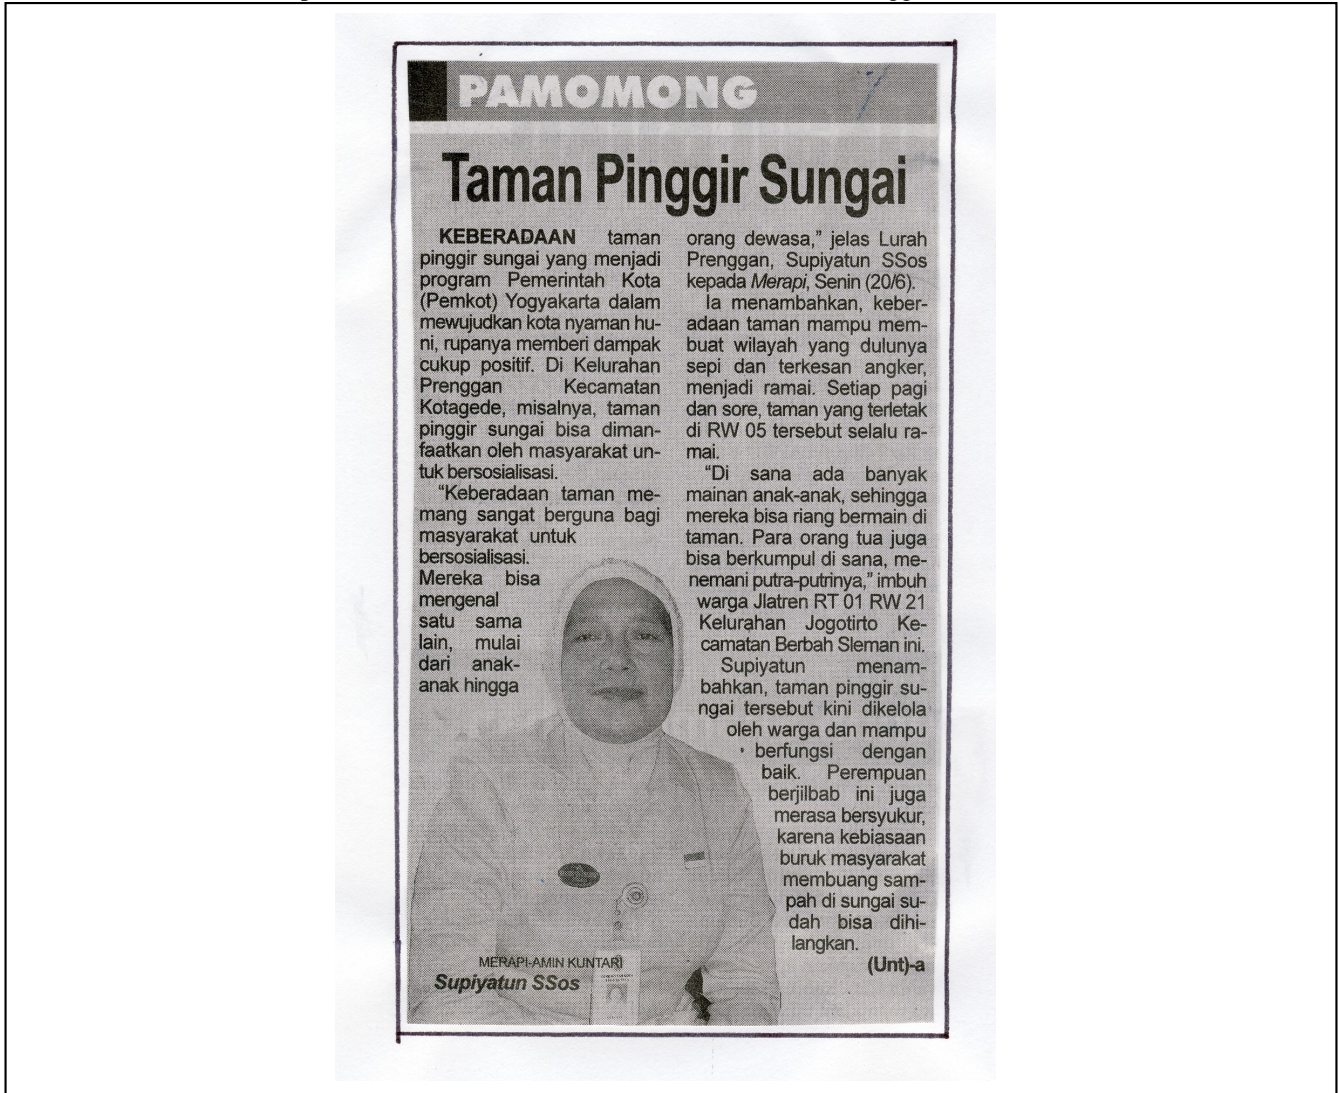 PAMOMONG
Taman Pinggir Sungai
KEBERADAAN taman
pinggir sungai yang menjadi
program Pemerintah Kota
(Pemkot) Yogyakarta dalam
mewujudkan kota nyaman hu-
ni, rupanya memberi dampak
cukup positif. Di Kelurahan
Prenggan Kecamatan
Kotagede, misalnya, taman
pinggir sungai bisa diman-
faatkan oleh masyarakat un-
tuk bersosialisasi.
"Keberadaan taman me-
mang sangat berguna bagi
masyarakat untuk
bersosialisasi.
Mereka bisa
mengenal
satu sama
lain, mulai
dari anak-
anak hingga
orang dewasa," jelas Lurah
Prenggan, Supiyatun SSos
kepada Merapi, Senin (20/6).
Ia menambahkan, keber-
adaan taman mampu mem-
buat wilayah yang dulunya
sepi dan terkesan angker,
menjadi ramai. Setiap pagi
dan sore, taman yang terletak
di RW 05 tersebut selalu ra-
mai.
"Di sana ada banyak
mainan anak-anak, sehingga
mereka bisa riang bermain di
taman. Para orang tua juga
bisa berkumpul di sana, me-
nemani putra-putrinya," imbuh
warga Jlatren RT 01 RW 21
Kelurahan Jogotirto Ke-
camatan Berbah Sleman ini.
Supiyatun menam-
bahkan, taman pinggir su-
ngai tersebut kini dikelola
oleh warga dan mampu
berfungsi dengan
baik. Perempuan
berjilbab ini juga
merasa bersyukur,
karena kebiasaan
buruk masyarakat
membuang sam-
pah di sungai su-
dah bisa dihi-
langkan.
(Unt)-a
MERAPI-AMIN KUNTARI
Supiyatun SSos